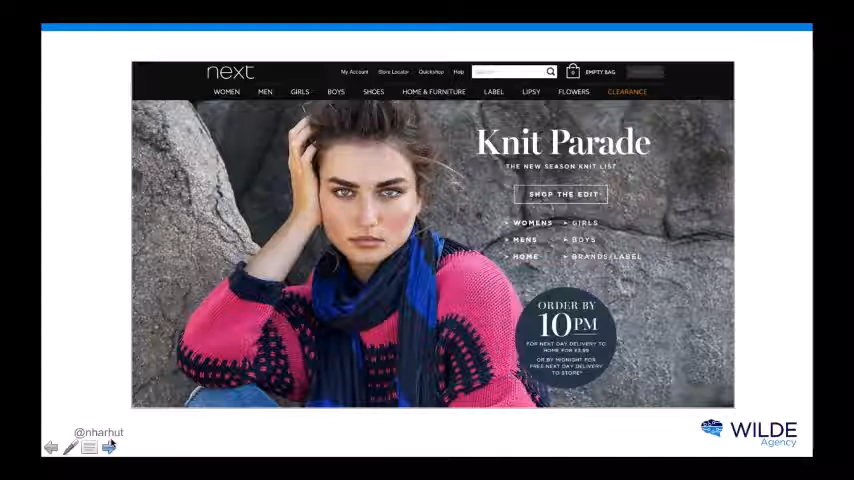 next
My Account Store Locator Quickshop Help
0 EMPTY BAG
WOMEN MEN GIRLS BOYS SHOES HOME & FURNITURE LABEL LIPSY FLOWERS CLEARANCE
Knit Parade
THE NEW SEASON KNIT LIST
SHOP THE EDIT
WOMENS GIRLS
MENS BOYS
HOME BRANDS/LABEL
ORDER BY
10PM
FOR NEXT DAY DELIVERY TO
HOME FOR £3.99
OR BY MIDNIGHT FOR
FREE NEXT DAY DELIVERY
TO STORE*
@nharhut
WILDE
Agency